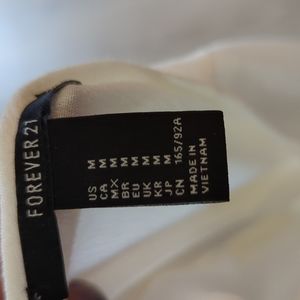 FOREVER 21
US M
CA M
MX M
BR M
EU M
UK M
KR M
JP M
CN 165/92A
MADE IN
VIETNAM